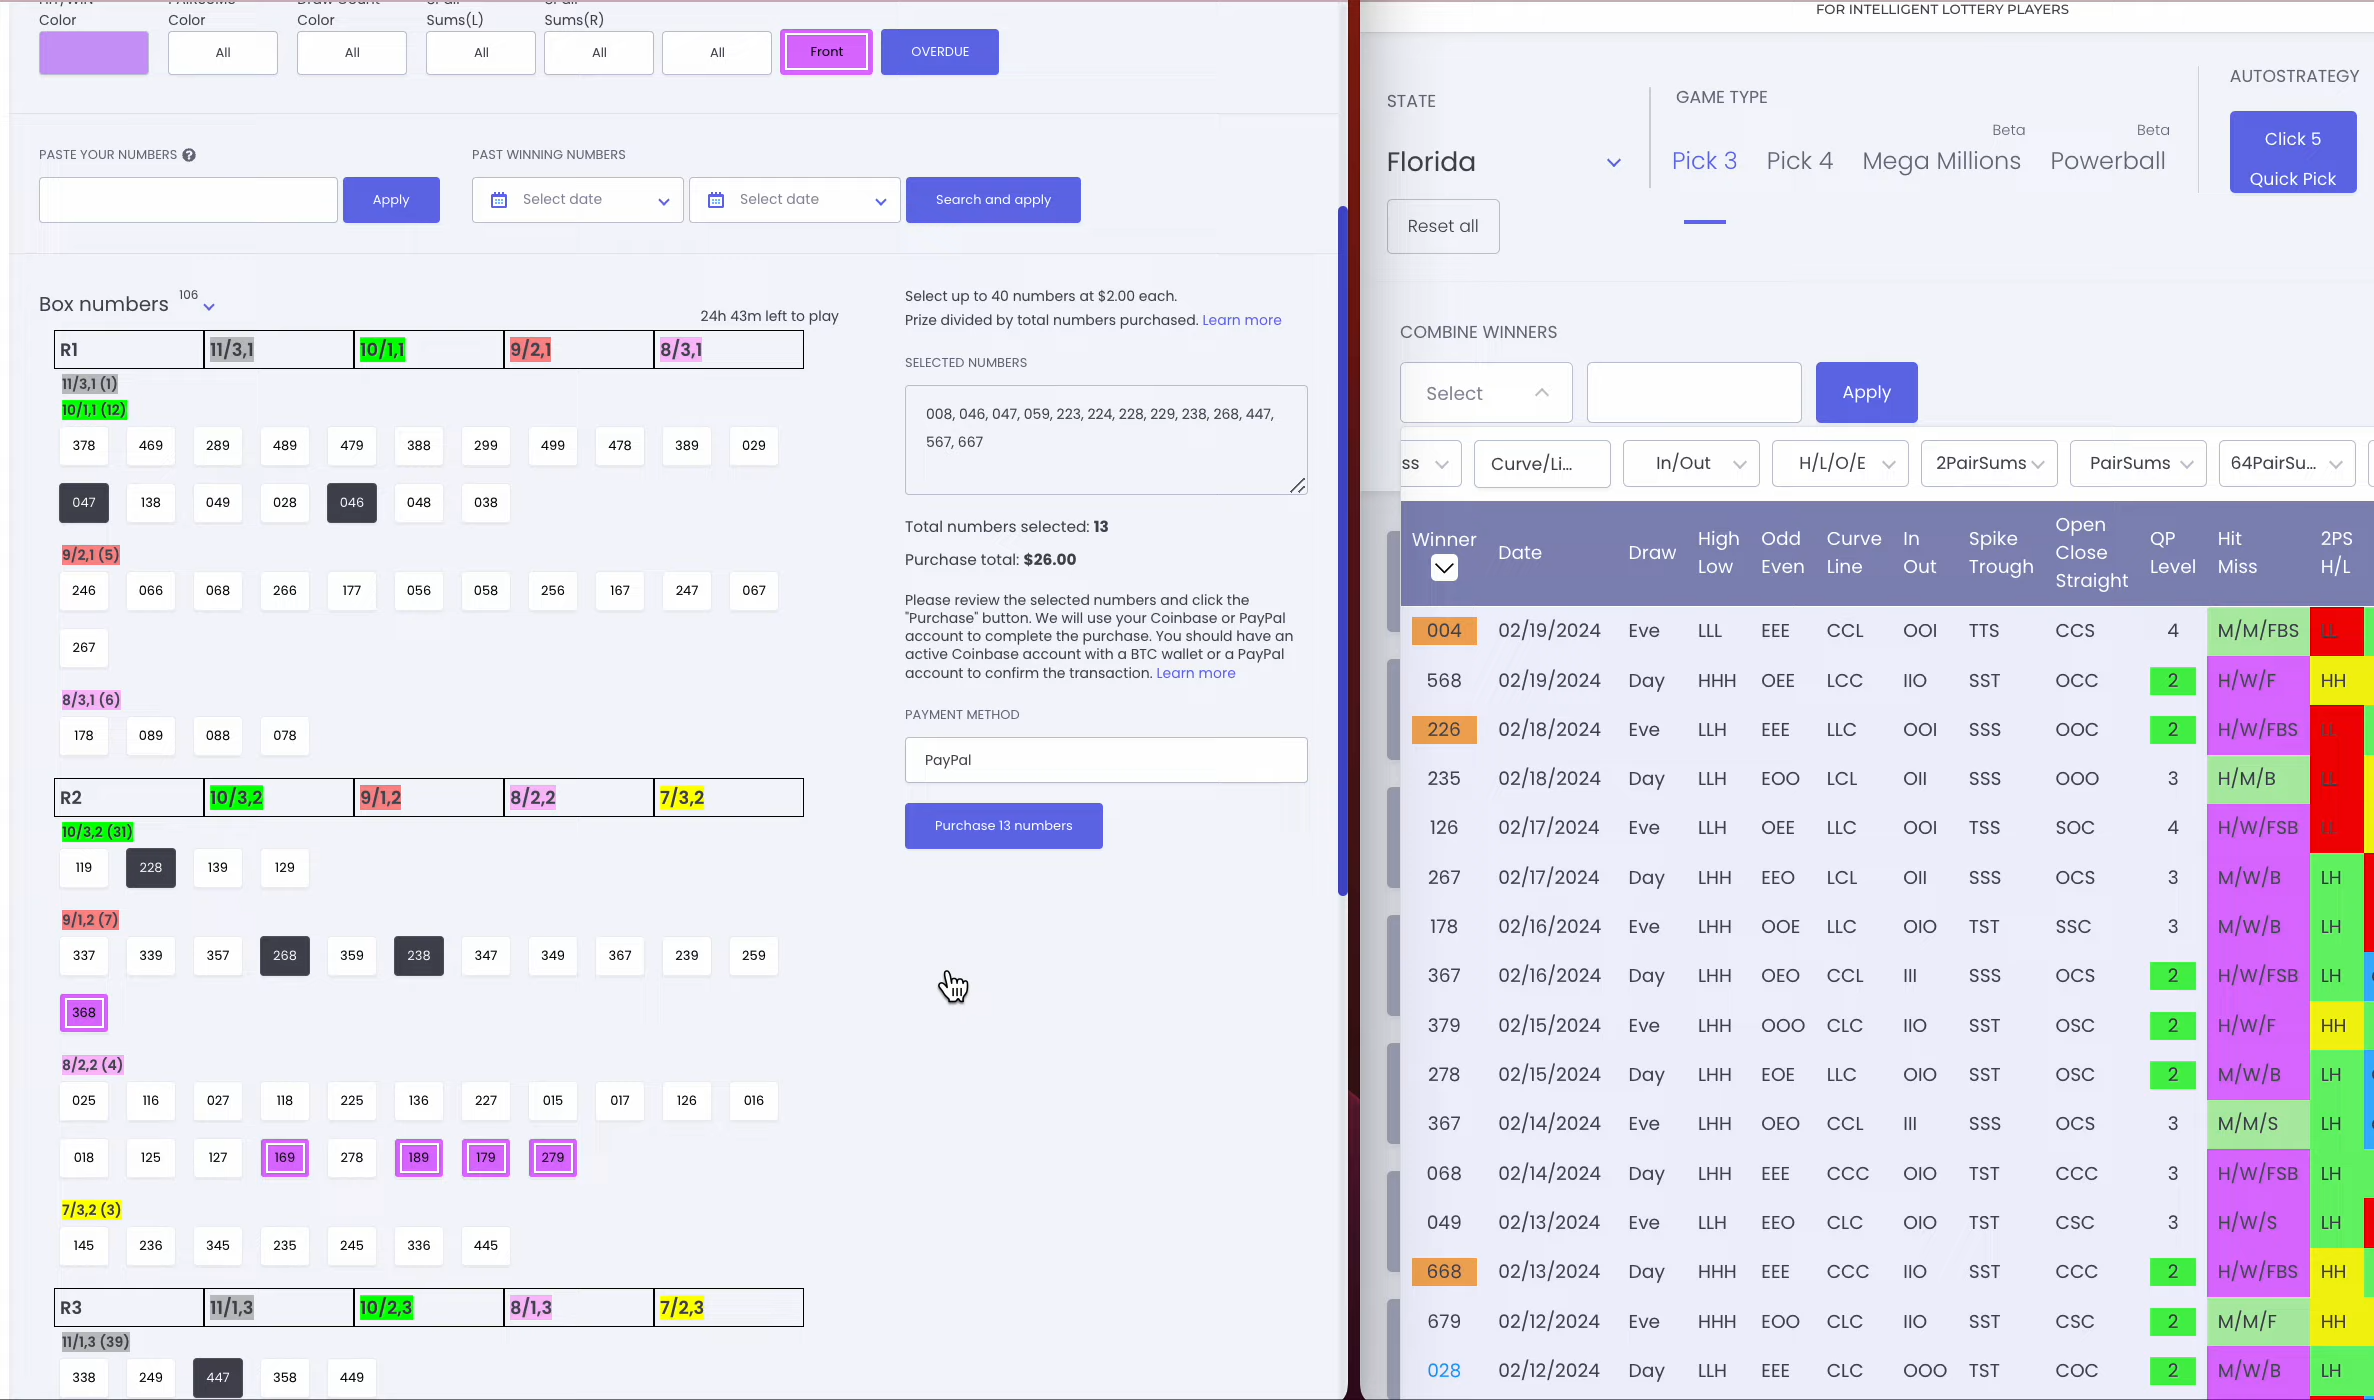 Color
Color
Sums(L)
Sums(R)
All
All
All
All
All
Front
OVERDUE
PASTE YOUR NUMBERS
Apply
PAST WINNING NUMBERS
Select date
Select date
Search and apply
Box numbers 106
24h 43m left to play
R1 11/3,1 10/1,1 9/2,1 8/3,1
11/3,1 (1)
10/1,1 (12)
378 469 289 489 479 388 299 499 478 389 029
047 138 049 028 046 048 038
9/2,1 (5)
246 066 068 266 177 056 058 256 167 247 067
267
8/3,1 (6)
178 089 088 078
R2 10/3,2 9/1,2 8/2,2 7/3,2
10/3,2 (31)
119 228 139 129
9/1,2 (7)
337 339 357 268 359 238 347 349 367 239 259
368
8/2,2 (4)
025 116 027 118 225 136 227 015 017 126 016
018 125 127 169 278 189 179 279
7/3,2 (3)
145 236 345 235 245 336 445
R3 11/1,3 10/2,3 8/1,3 7/2,3
11/1,3 (39)
338 249 447 358 449
Select up to 40 numbers at $2.00 each.
Prize divided by total numbers purchased. Learn more
SELECTED NUMBERS
008, 046, 047, 059, 223, 224, 228, 229, 238, 268, 447,
567, 667
Total numbers selected: 13
Purchase total: $26.00
Please review the selected numbers and click the
"Purchase" button. We will use your Coinbase or PayPal
account to complete the purchase. You should have an
active Coinbase account with a BTC wallet or a PayPal
account to confirm the transaction. Learn more
PAYMENT METHOD
PayPal
Purchase 13 numbers
FOR INTELLIGENT LOTTERY PLAYERS
STATE
Florida
Reset all
GAME TYPE
Beta Beta
Pick 3 Pick 4 Mega Millions Powerball
AUTOSTRATEGY
Click 5
Quick Pick
COMBINE WINNERS
Select
Apply
ss Curve/Li... In/Out H/L/O/E 2PairSums PairSums 64PairSu...
Winner Date Draw High Low Odd Even Curve Line In Out Spike Trough Open Close Straight QP Level Hit Miss 2PS H/L
004 02/19/2024 Eve LLL EEE CCL OOI TTS CCS 4 M/M/FBS LL
568 02/19/2024 Day HHH OEE LCC IIO SST OCC 2 H/W/F HH
226 02/18/2024 Eve LLH EEE LLC OOI SSS OOC 2 H/W/FBS LL
235 02/18/2024 Day LLH EOO LCL OII SSS OOO 3 H/M/B LL
126 02/17/2024 Eve LLH OEE LLC OOI TSS SOC 4 H/W/FSB LL
267 02/17/2024 Day LHH EEO LCL OII SSS OCS 3 M/W/B LH
178 02/16/2024 Eve LHH OOE LLC OIO TST SSC 3 M/W/B LH
367 02/16/2024 Day LHH OEO CCL III SSS OCS 2 H/W/FSB LH
379 02/15/2024 Eve LHH OOO CLC IIO SST OSC 2 H/W/F HH
278 02/15/2024 Day LHH EOE LLC OIO SST OSC 2 M/W/B LH
367 02/14/2024 Eve LHH OEO CCL III SSS OCS 3 M/M/S LH
068 02/14/2024 Day LHH EEE CCC OIO TST CCC 3 H/W/FSB LH
049 02/13/2024 Eve LLH EEO CLC OIO TST CSC 3 H/W/S LH
668 02/13/2024 Day HHH EEE CCC IIO SST CCC 2 H/W/FBS HH
679 02/12/2024 Eve HHH EOO CLC IIO SST CSC 2 M/M/F HH
028 02/12/2024 Day LLH EEE CLC OOO TST COC 2 M/W/B LH